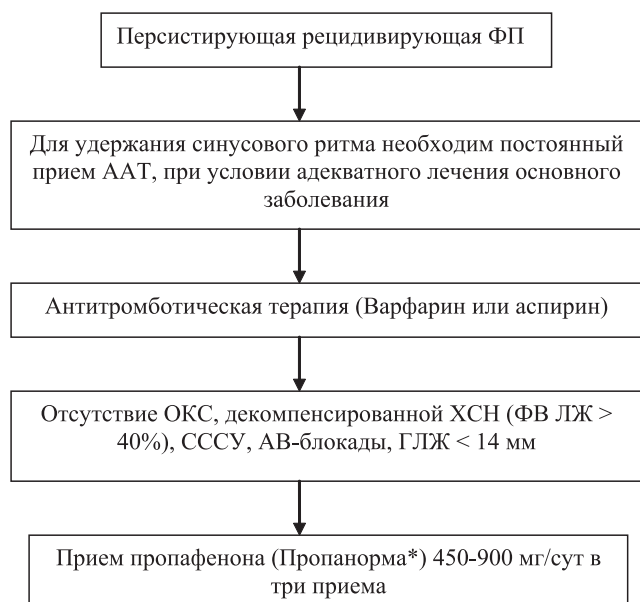 Персистирующая рецидивирующая ФП
Для удержания синусового ритма необходим постоянный
прием ААТ, при условии адекватного лечения основного
заболевания
Антитромботическая терапия (Варфарин или аспирин)
Отсутствие ОКС, декомпенсированной ХСН (ФВ ЛЖ >
40%), СССУ, АВ-блокады, ГЛЖ < 14 мм
Прием пропафенона (Пропанорма*) 450-900 мг/сут в
три приема